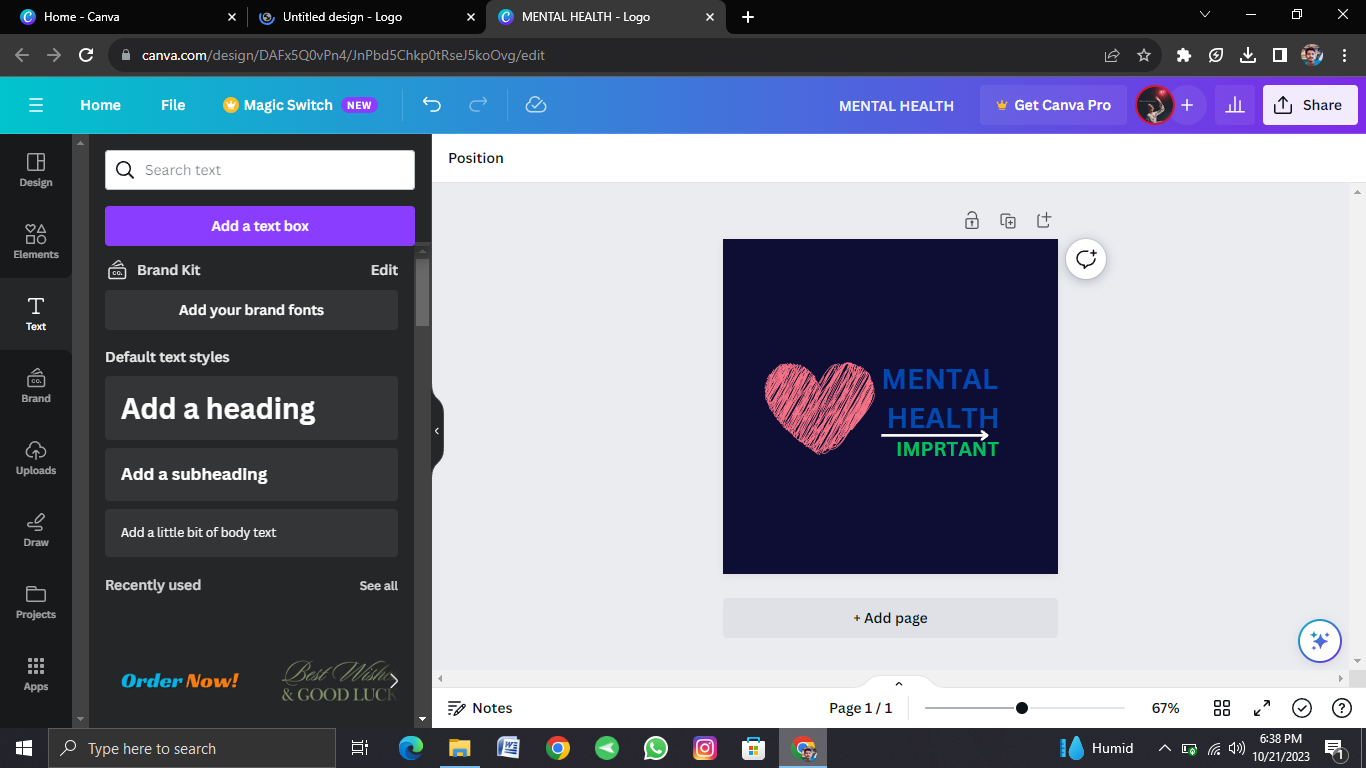 Home - Canva
Untitled design - Logo
MENTAL HEALTH - Logo
canva.com/design/DAFx5Q0vPn4/JnPbd5Chkp0tRseJ5koOvg/edit
Home
File
Magic Switch
NEW
MENTAL HEALTH
Get Canva Pro
Share
Design
Elements
Text
Brand
Uploads
Draw
Projects
Apps
Search text
Add a text box
Brand Kit
Edit
Add your brand fonts
Default text styles
Add a heading
Add a subheading
Add a little bit of body text
Recently used
See all
Order Now!
Best Wishe
& GOOD LUCK
Position
MENTAL
HEALTH
IMPRTANT
+ Add page
Notes
Page 1 / 1
67%
Type here to search
Humid
6:38 PM
10/21/2023
1